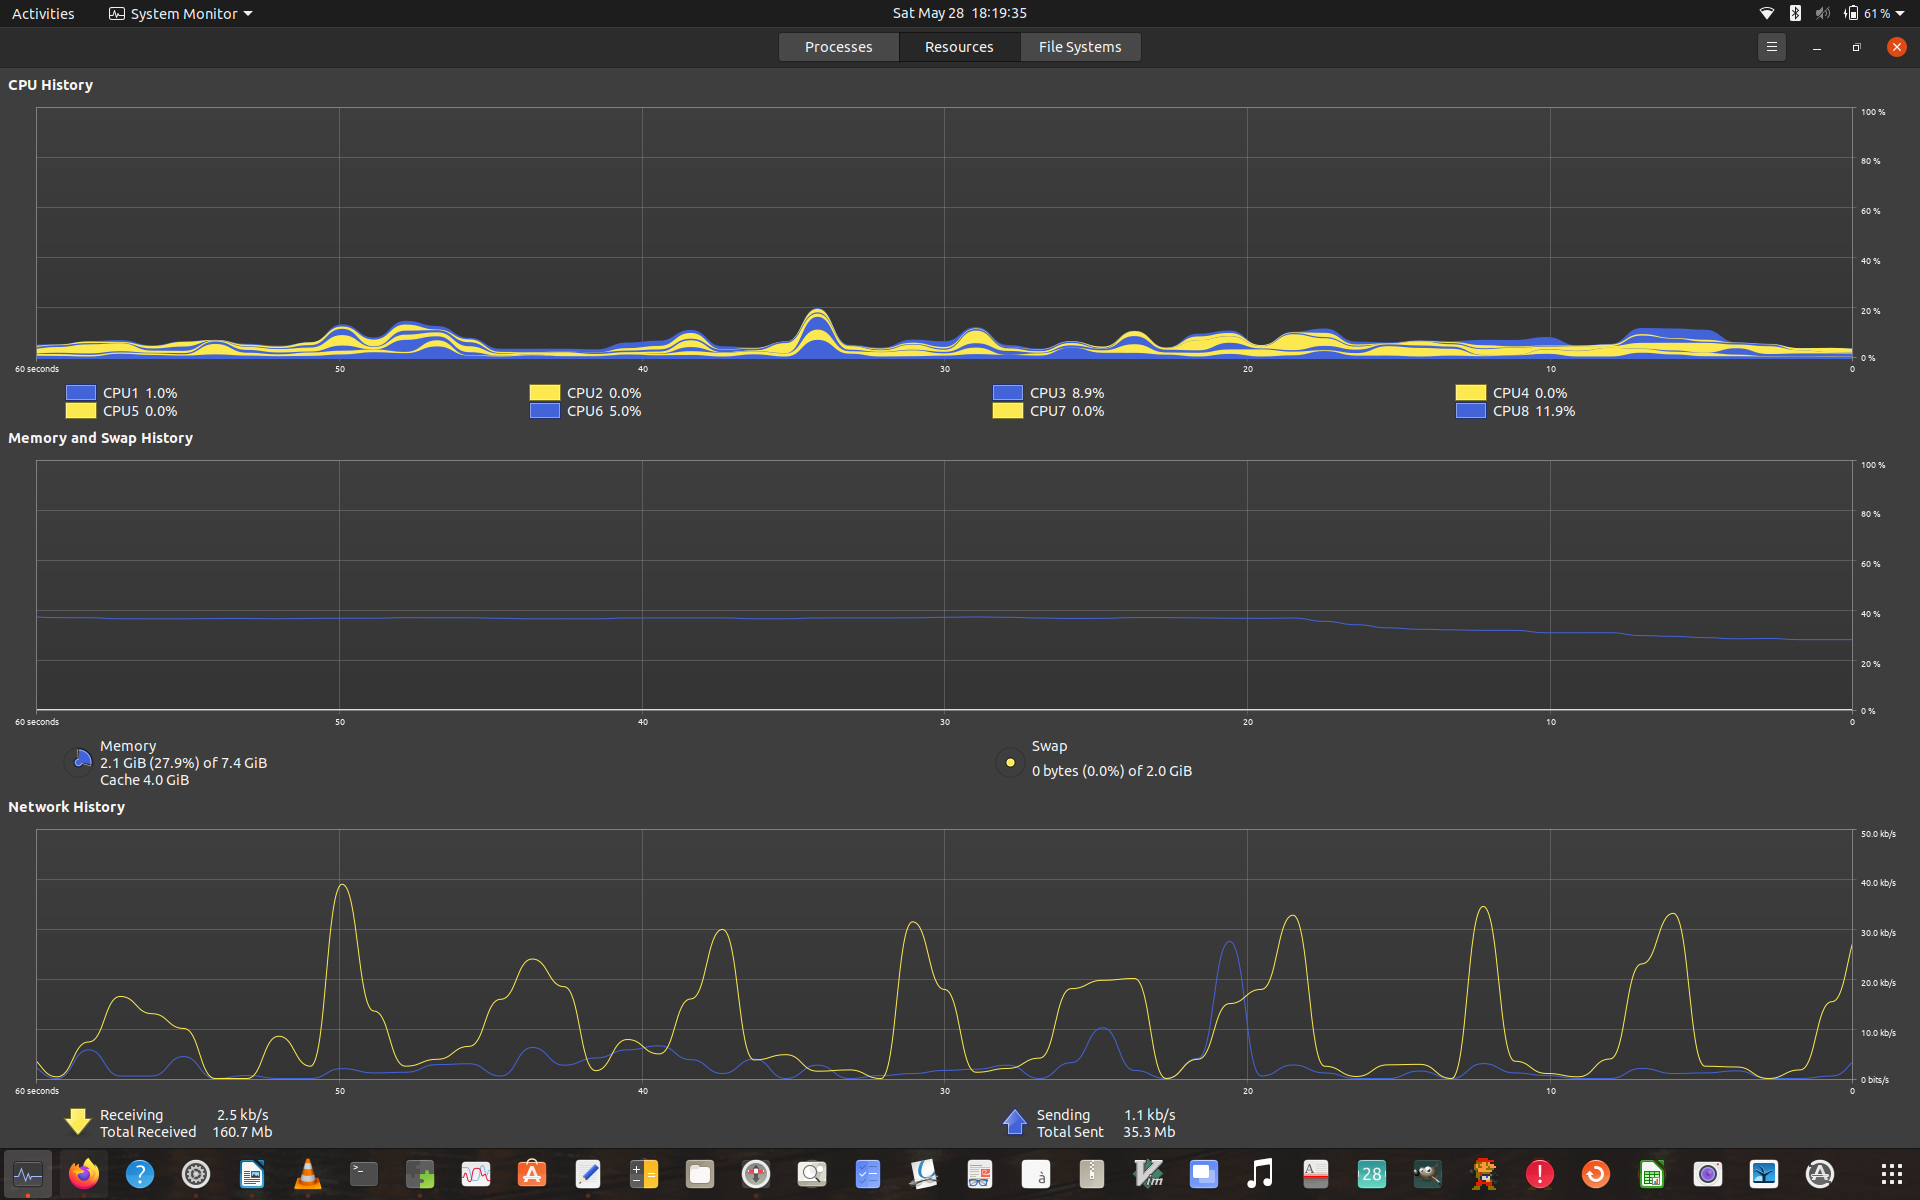 Activities System Monitor Sat May 28 18:19:35 61 %
Processes Resources File Systems
CPU History
100 %
80 %
60 %
40 %
20 %
0 %
60 seconds 50 40 30 20 10 0
CPU1 1.0% CPU2 0.0% CPU3 8.9% CPU4 0.0%
CPU5 0.0% CPU6 5.0% CPU7 0.0% CPU8 11.9%
Memory and Swap History
100 %
80 %
60 %
40 %
20 %
0 %
60 seconds 50 40 30 20 10 0
Memory
2.1 GiB (27.9%) of 7.4 GiB
Cache 4.0 GiB
Swap
0 bytes (0.0%) of 2.0 GiB
Network History
50.0 kb/s
40.0 kb/s
30.0 kb/s
20.0 kb/s
10.0 kb/s
0 bits/s
60 seconds 50 40 30 20 10 0
Receiving 2.5 kb/s
Total Received 160.7 Mb
Sending 1.1 kb/s
Total Sent 35.3 Mb
? >_ à Vim A 28 !